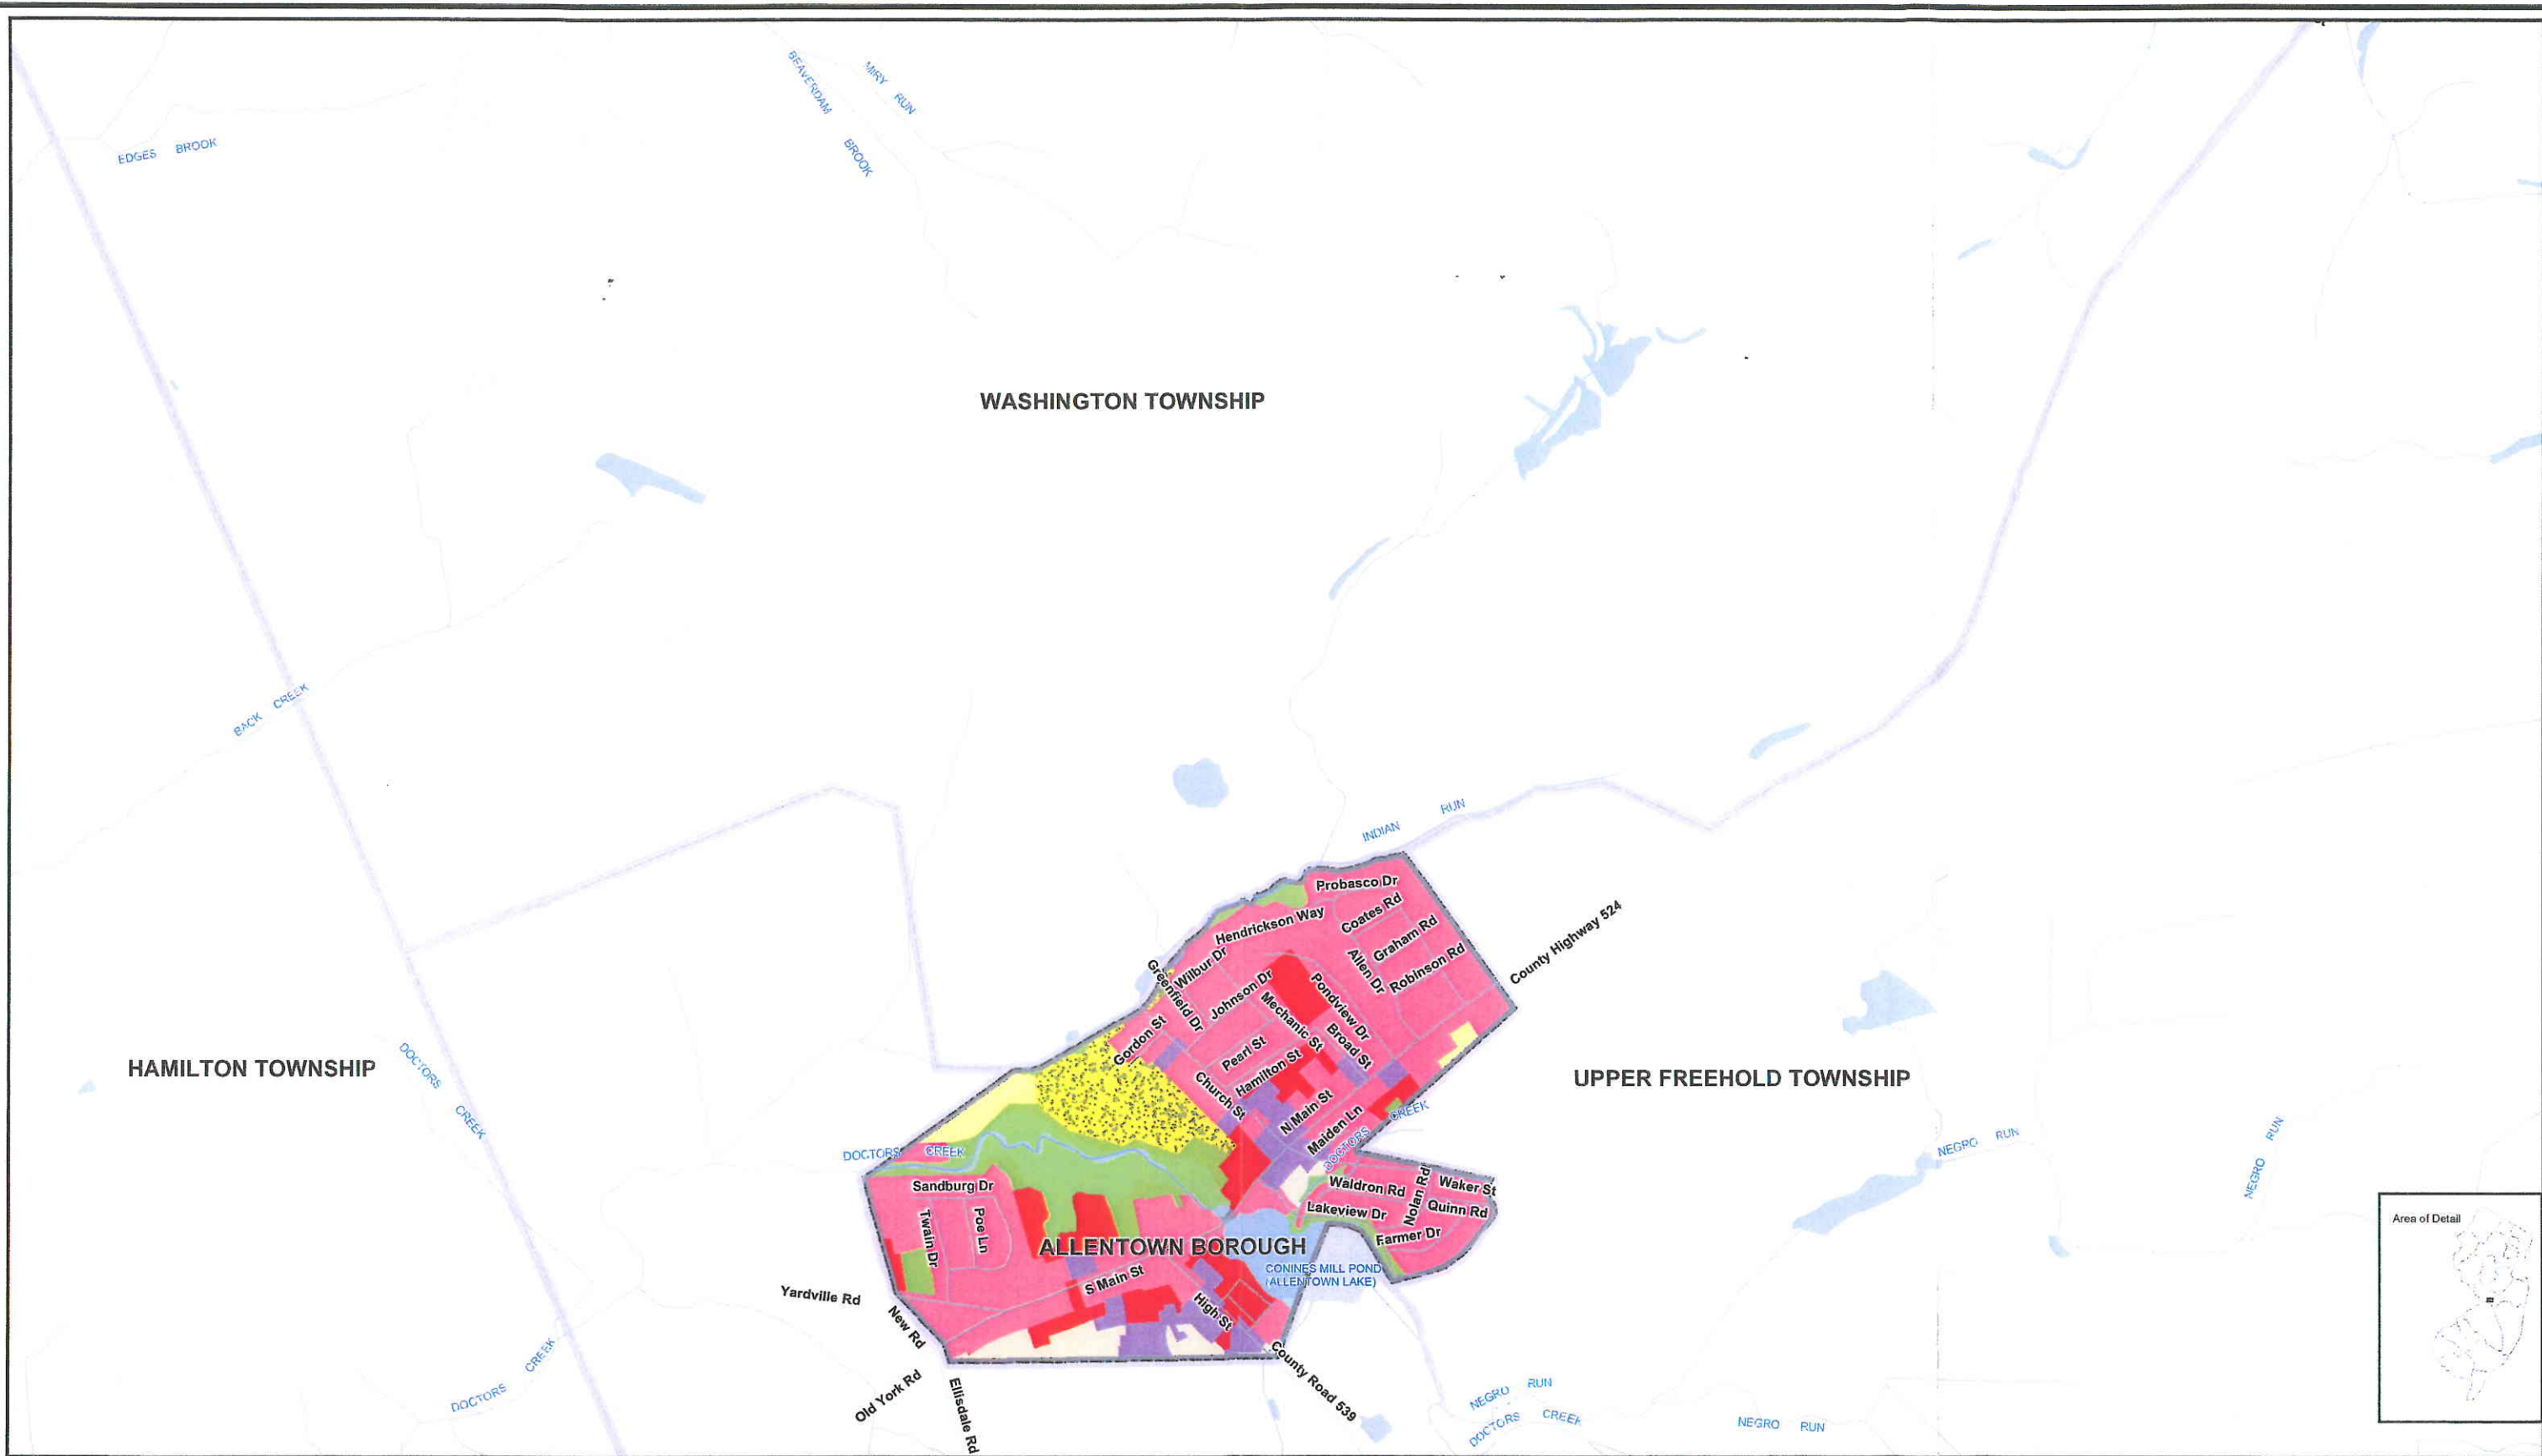 EDGES BROOK
BEAVERDAM BROOK
MIRY RUN
WASHINGTON TOWNSHIP
BACK CREEK
INDIAN RUN
Probasco Dr
Coates Rd
Hendrickson Way
Graham Rd
Allen Dr
Robinson Rd
County Highway 524
Wilbur Dr
Greenfield Dr
Johnson Dr
Pondview Dr
Mechanic St
Gordon St
Broad St
Pearl St
Hamilton St
Church St
N Main St
Maiden Ln
DOCTORS CREEK
HAMILTON TOWNSHIP
DOCTORS CREEK
UPPER FREEHOLD TOWNSHIP
DOCTORS CREEK
NEGRO RUN
NEGRO RUN
Sandburg Dr
Twain Dr
Poe Ln
Waldron Rd
Nolan Rd
Waker St
Quinn Rd
Lakeview Dr
Farmer Dr
ALLENTOWN BOROUGH
CONINES MILL POND
(ALLENTOWN LAKE)
S Main St
High St
Yardville Rd
New Rd
Old York Rd
Ellisdale Rd
County Road 539
DOCTORS CREEK
NEGRO RUN
DOCTORS CREEK
NEGRO RUN
Area of Detail